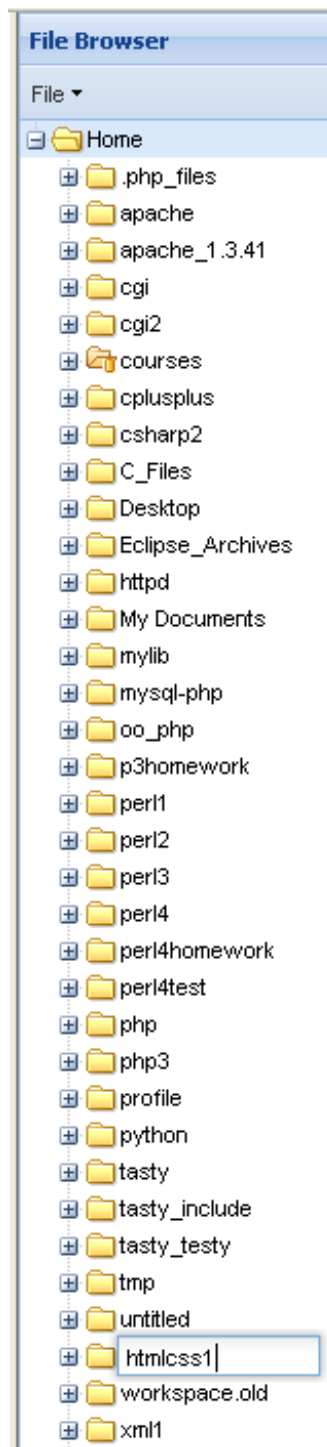 File Browser
File
Home
.php_files
apache
apache_1.3.41
cgi
cgi2
courses
cplusplus
csharp2
C_Files
Desktop
Eclipse_Archives
httpd
My Documents
mylib
mysql-php
oo_php
p3homework
perl1
perl2
perl3
perl4
perl4homework
perl4test
php
php3
profile
python
tasty
tasty_include
tasty_testy
tmp
untitled
htmlcss1
workspace.old
xml1